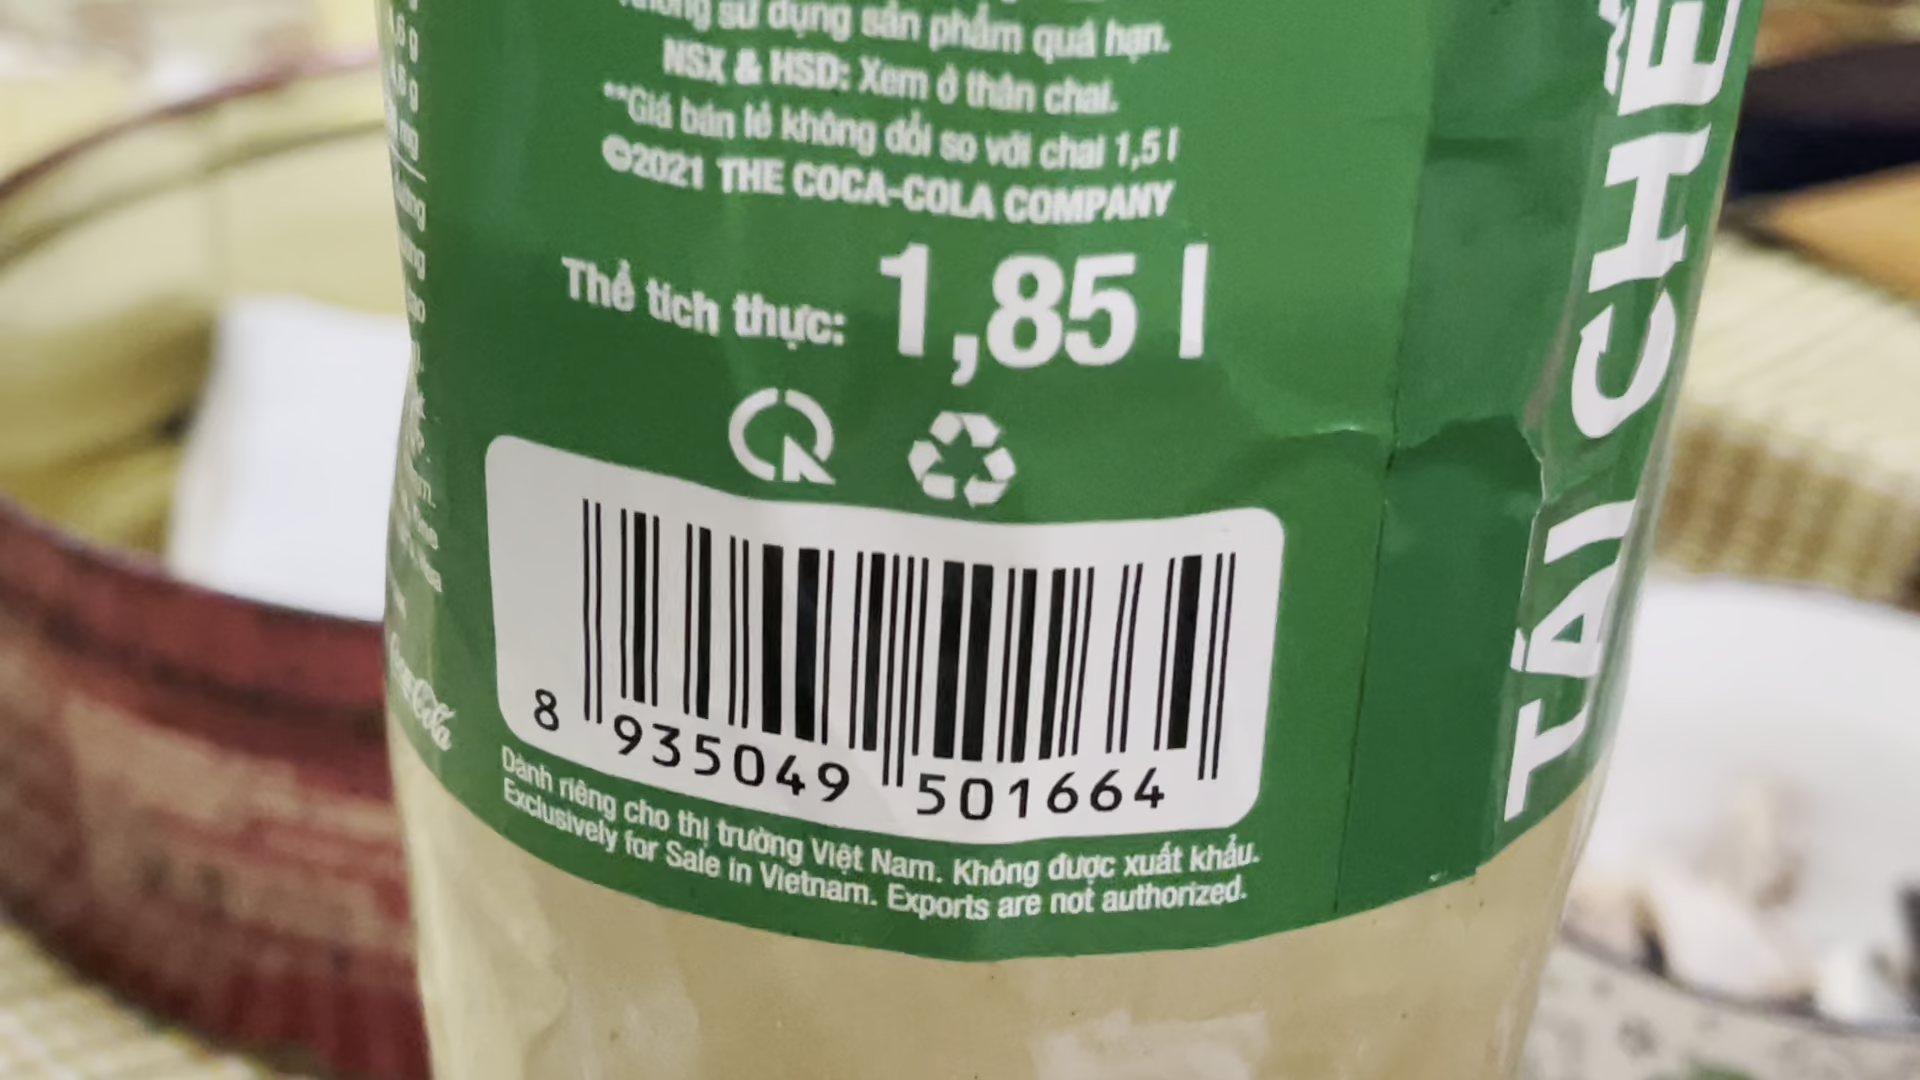 Không sử dụng sản phẩm quá hạn.
NSX & HSD: Xem ở thân chai.
**Giá bán lẻ không đổi so với chai 1,5 l
©2021 THE COCA-COLA COMPANY
Thể tích thực: 1,85 l
8 935049 501664
Dành riêng cho thị trường Việt Nam. Không được xuất khẩu.
Exclusively for Sale in Vietnam. Exports are not authorized.
TÁI CHẾ
Coca-Cola